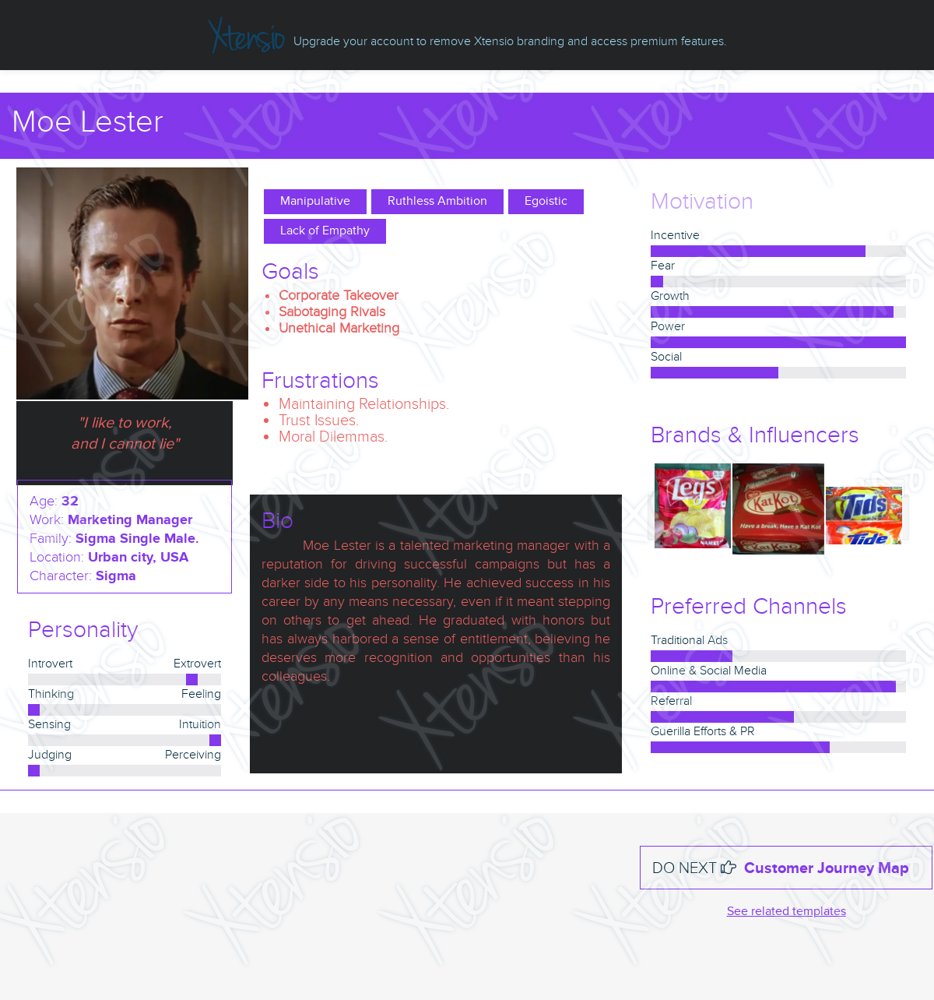 Xtensio Upgrade your account to remove Xtensio branding and access premium features.
Moe Lester
"I like to work,
and I cannot lie"
Age: 32
Work: Marketing Manager
Family: Sigma Single Male.
Location: Urban city, USA
Character: Sigma
Personality
Introvert Extrovert
Thinking Feeling
Sensing Intuition
Judging Perceiving
Manipulative Ruthless Ambition Egoistic
Lack of Empathy
Goals
Corporate Takeover
Sabotaging Rivals
Unethical Marketing
Frustrations
Maintaining Relationships.
Trust Issues.
Moral Dilemmas.
Bio
Moe Lester is a talented marketing manager with a
reputation for driving successful campaigns but has a
darker side to his personality. He achieved success in his
career by any means necessary, even if it meant stepping
on others to get ahead. He graduated with honors but
has always harbored a sense of entitlement, believing he
deserves more recognition and opportunities than his
colleagues.
Motivation
Incentive
Fear
Growth
Power
Social
Brands & Influencers
Legs
KatKot
Have a break, Have a Kat Kot
KatKot
Tids
Tide
Preferred Channels
Traditional Ads
Online & Social Media
Referral
Guerilla Efforts & PR
DO NEXT Customer Journey Map
See related templates